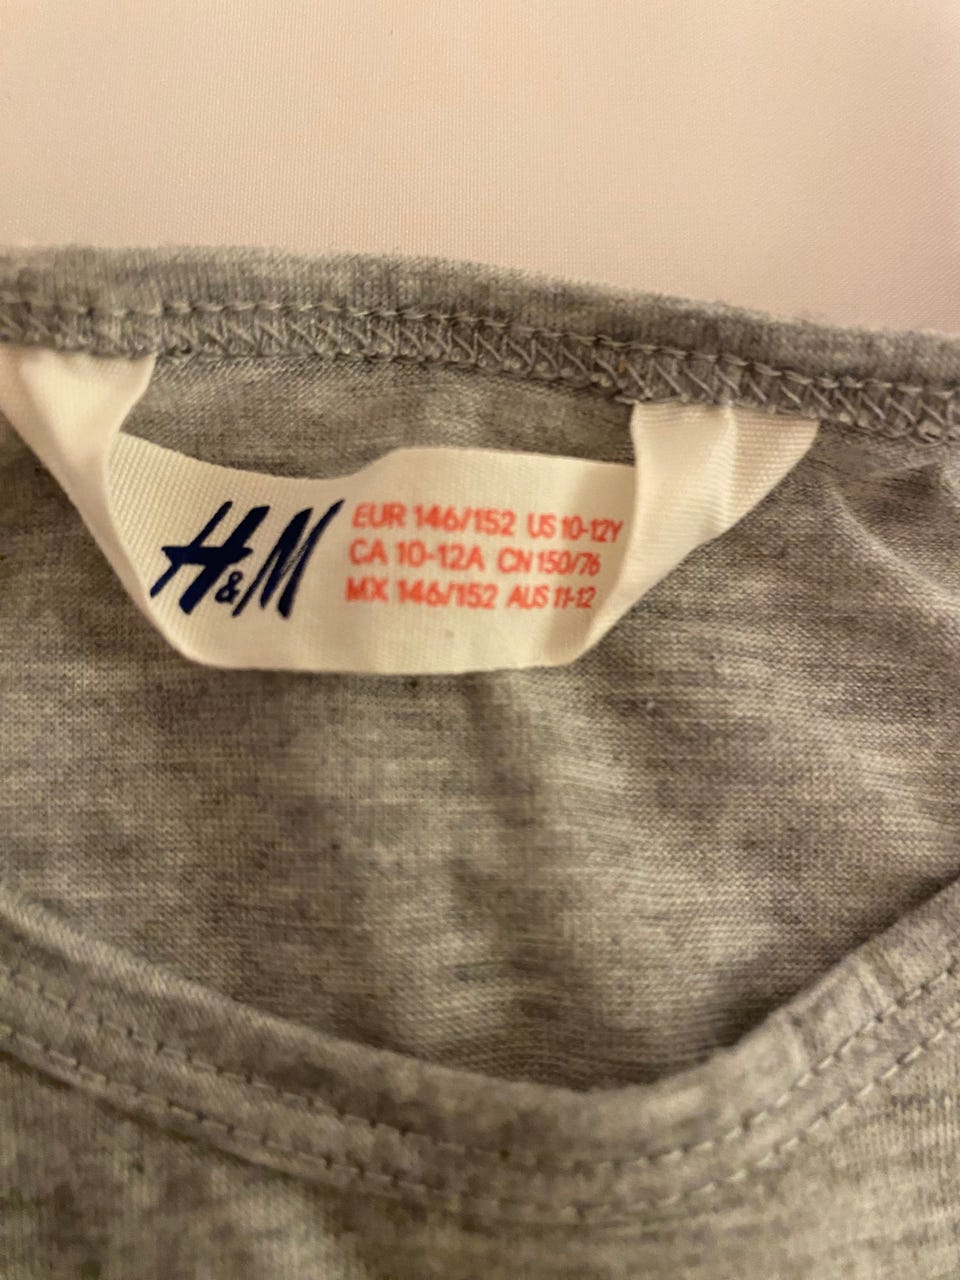 H&M
EUR 146/152 US 10-12Y
CA 10-12A CN 150/76
MX 146/152 AUS 11-12